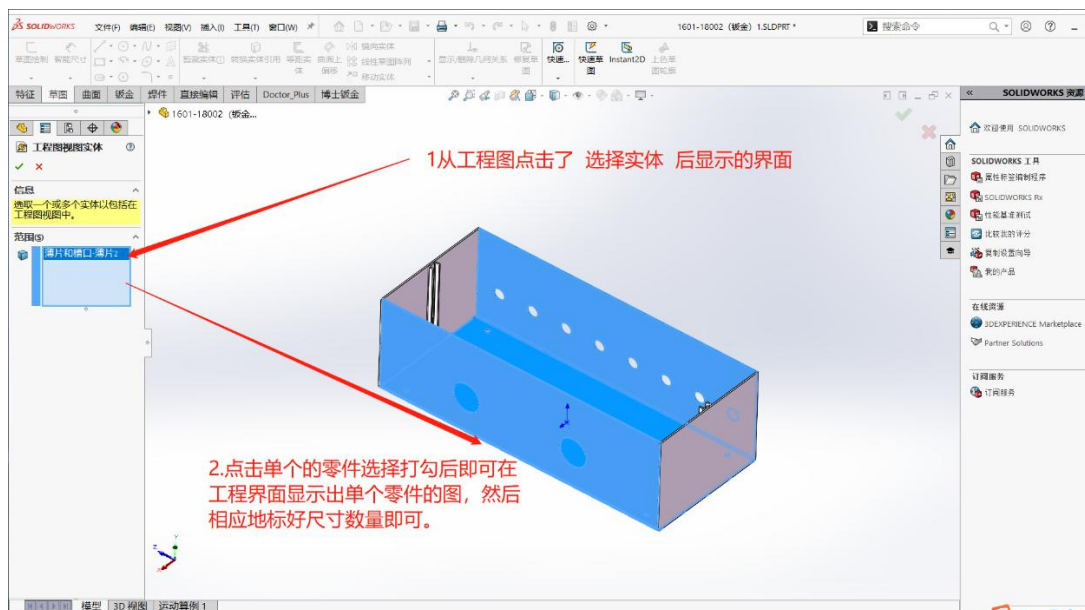 SOLIDWORKS 文件(F) 编辑(E) 视图(V) 插入(I) 工具(T) 窗口(W) 1601-18002（钣金）1.SLDPRT * 搜索命令
草图绘制 智能尺寸 剪裁实体(T) 转换实体引用 等距实体 曲面上偏移 镜向实体 线性草图阵列 移动实体 显示/删除几何关系 修复草图 快速... 快速草图 Instant2D 上色草图轮廓
特征 草图 曲面 钣金 焊件 直接编辑 评估 Doctor_Plus 博士钣金
SOLIDWORKS 资源
1601-18002（钣金...
欢迎使用 SOLIDWORKS
工程图视图实体
1从工程图点击了 选择实体 后显示的界面
SOLIDWORKS 工具
属性标签编制程序
信息
SOLIDWORKS Rx
选取一个或多个实体以包括在
工程图视图中。
性能基准测试
范围(S)
比较我的评分
薄片和槽口-薄片2
复制设置向导
我的产品
在线资源
3DEXPERIENCE Marketplace
Partner Solutions
订阅服务
订阅服务
2.点击单个的零件选择打勾后即可在
工程界面显示出单个零件的图，然后
相应地标好尺寸数量即可。
模型 3D 视图 运动算例 1